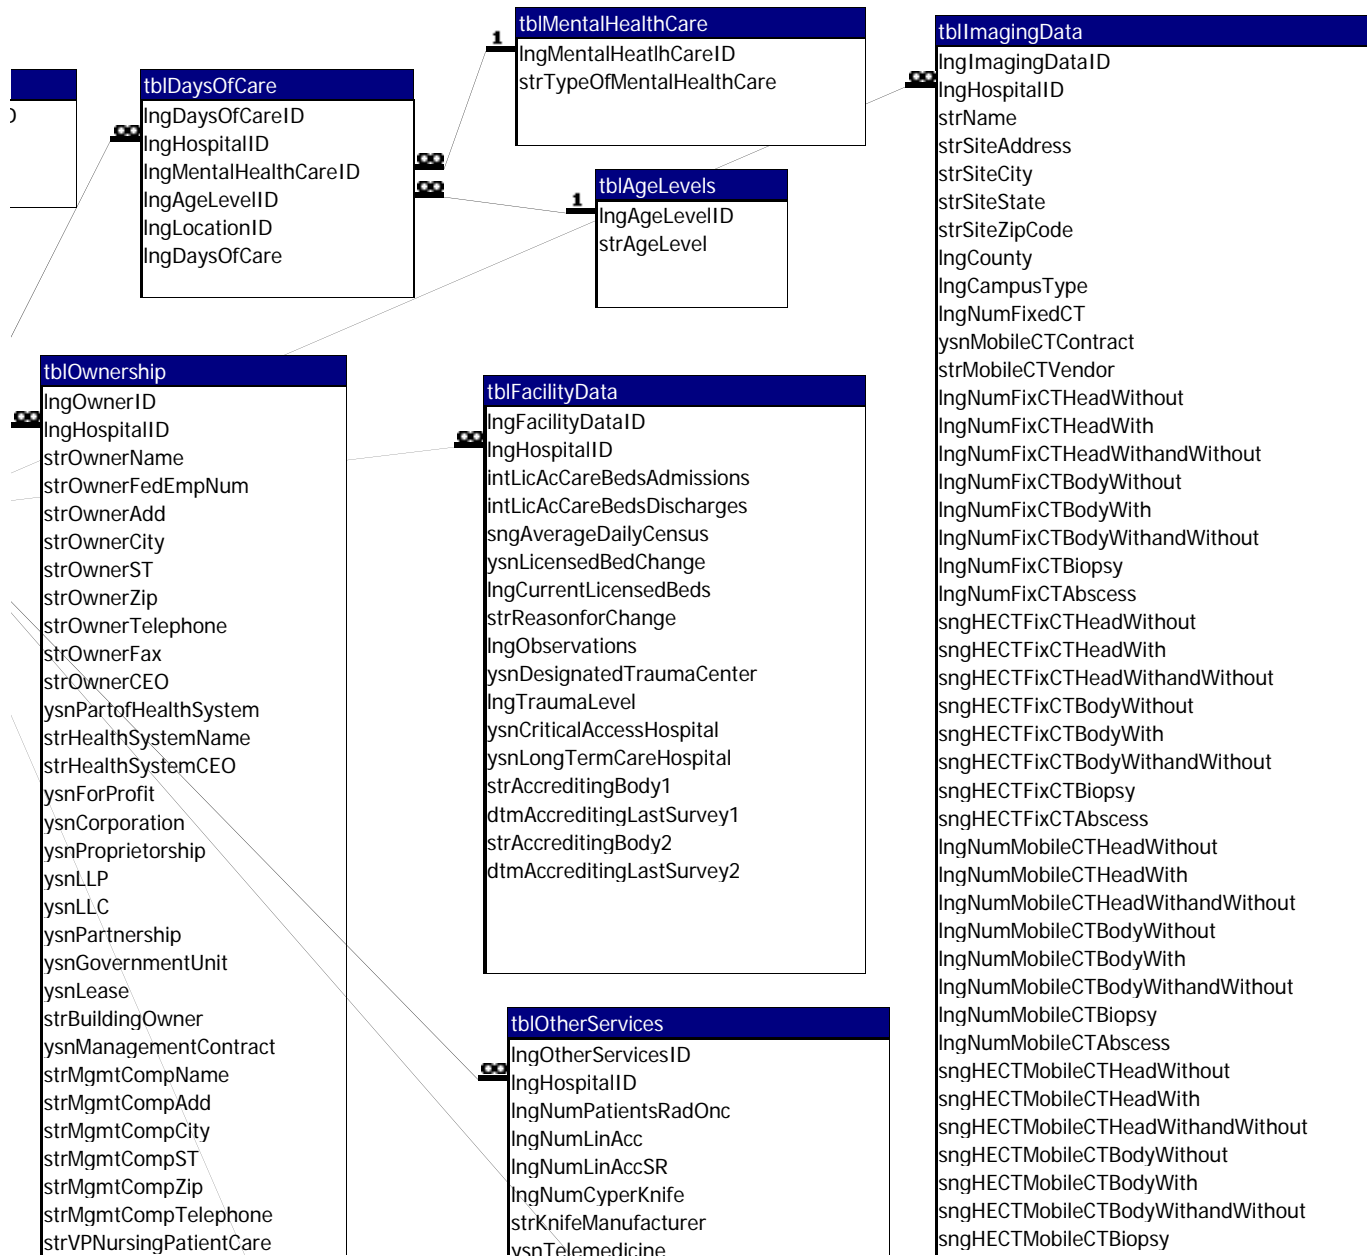 tblMentalHealthCare
1
lngMentalHeatlhCareID
strTypeOfMentalHealthCare
tblDaysOfCare
lngDaysOfCareID
lngHospitalID
lngMentalHealthCareID
lngAgeLevelID
lngLocationID
lngDaysOfCare
tblAgeLevels
1
lngAgeLevelID
strAgeLevel
tblOwnership
lngOwnerID
lngHospitalID
strOwnerName
strOwnerFedEmpNum
strOwnerAdd
strOwnerCity
strOwnerST
strOwnerZip
strOwnerTelephone
strOwnerFax
strOwnerCEO
ysnPartofHealthSystem
strHealthSystemName
strHealthSystemCEO
ysnForProfit
ysnCorporation
ysnProprietorship
ysnLLP
ysnLLC
ysnPartnership
ysnGovernmentUnit
ysnLease
strBuildingOwner
ysnManagementContract
strMgmtCompName
strMgmtCompAdd
strMgmtCompCity
strMgmtCompST
strMgmtCompZip
strMgmtCompTelephone
strVPNursingPatientCare
tblFacilityData
lngFacilityDataID
lngHospitalID
intLicAcCareBedsAdmissions
intLicAcCareBedsDischarges
sngAverageDailyCensus
ysnLicensedBedChange
lngCurrentLicensedBeds
strReasonforChange
lngObservations
ysnDesignatedTraumaCenter
lngTraumaLevel
ysnCriticalAccessHospital
ysnLongTermCareHospital
strAccreditingBody1
dtmAccreditingLastSurvey1
strAccreditingBody2
dtmAccreditingLastSurvey2
tblOtherServices
lngOtherServicesID
lngHospitalID
lngNumPatientsRadOnc
lngNumLinAcc
lngNumLinAccSR
lngNumCyperKnife
strKnifeManufacturer
ysnTelemedicine
tblImagingData
lngImagingDataID
lngHospitalID
strName
strSiteAddress
strSiteCity
strSiteState
strSiteZipCode
lngCounty
lngCampusType
lngNumFixedCT
ysnMobileCTContract
strMobileCTVendor
lngNumFixCTHeadWithout
lngNumFixCTHeadWith
lngNumFixCTHeadWithandWithout
lngNumFixCTBodyWithout
lngNumFixCTBodyWith
lngNumFixCTBodyWithandWithout
lngNumFixCTBiopsy
lngNumFixCTAbscess
sngHECTFixCTHeadWithout
sngHECTFixCTHeadWith
sngHECTFixCTHeadWithandWithout
sngHECTFixCTBodyWithout
sngHECTFixCTBodyWith
sngHECTFixCTBodyWithandWithout
sngHECTFixCTBiopsy
sngHECTFixCTAbscess
lngNumMobileCTHeadWithout
lngNumMobileCTHeadWith
lngNumMobileCTHeadWithandWithout
lngNumMobileCTBodyWithout
lngNumMobileCTBodyWith
lngNumMobileCTBodyWithandWithout
lngNumMobileCTBiopsy
lngNumMobileCTAbscess
sngHECTMobileCTHeadWithout
sngHECTMobileCTHeadWith
sngHECTMobileCTHeadWithandWithout
sngHECTMobileCTBodyWithout
sngHECTMobileCTBodyWith
sngHECTMobileCTBodyWithandWithout
sngHECTMobileCTBiopsy